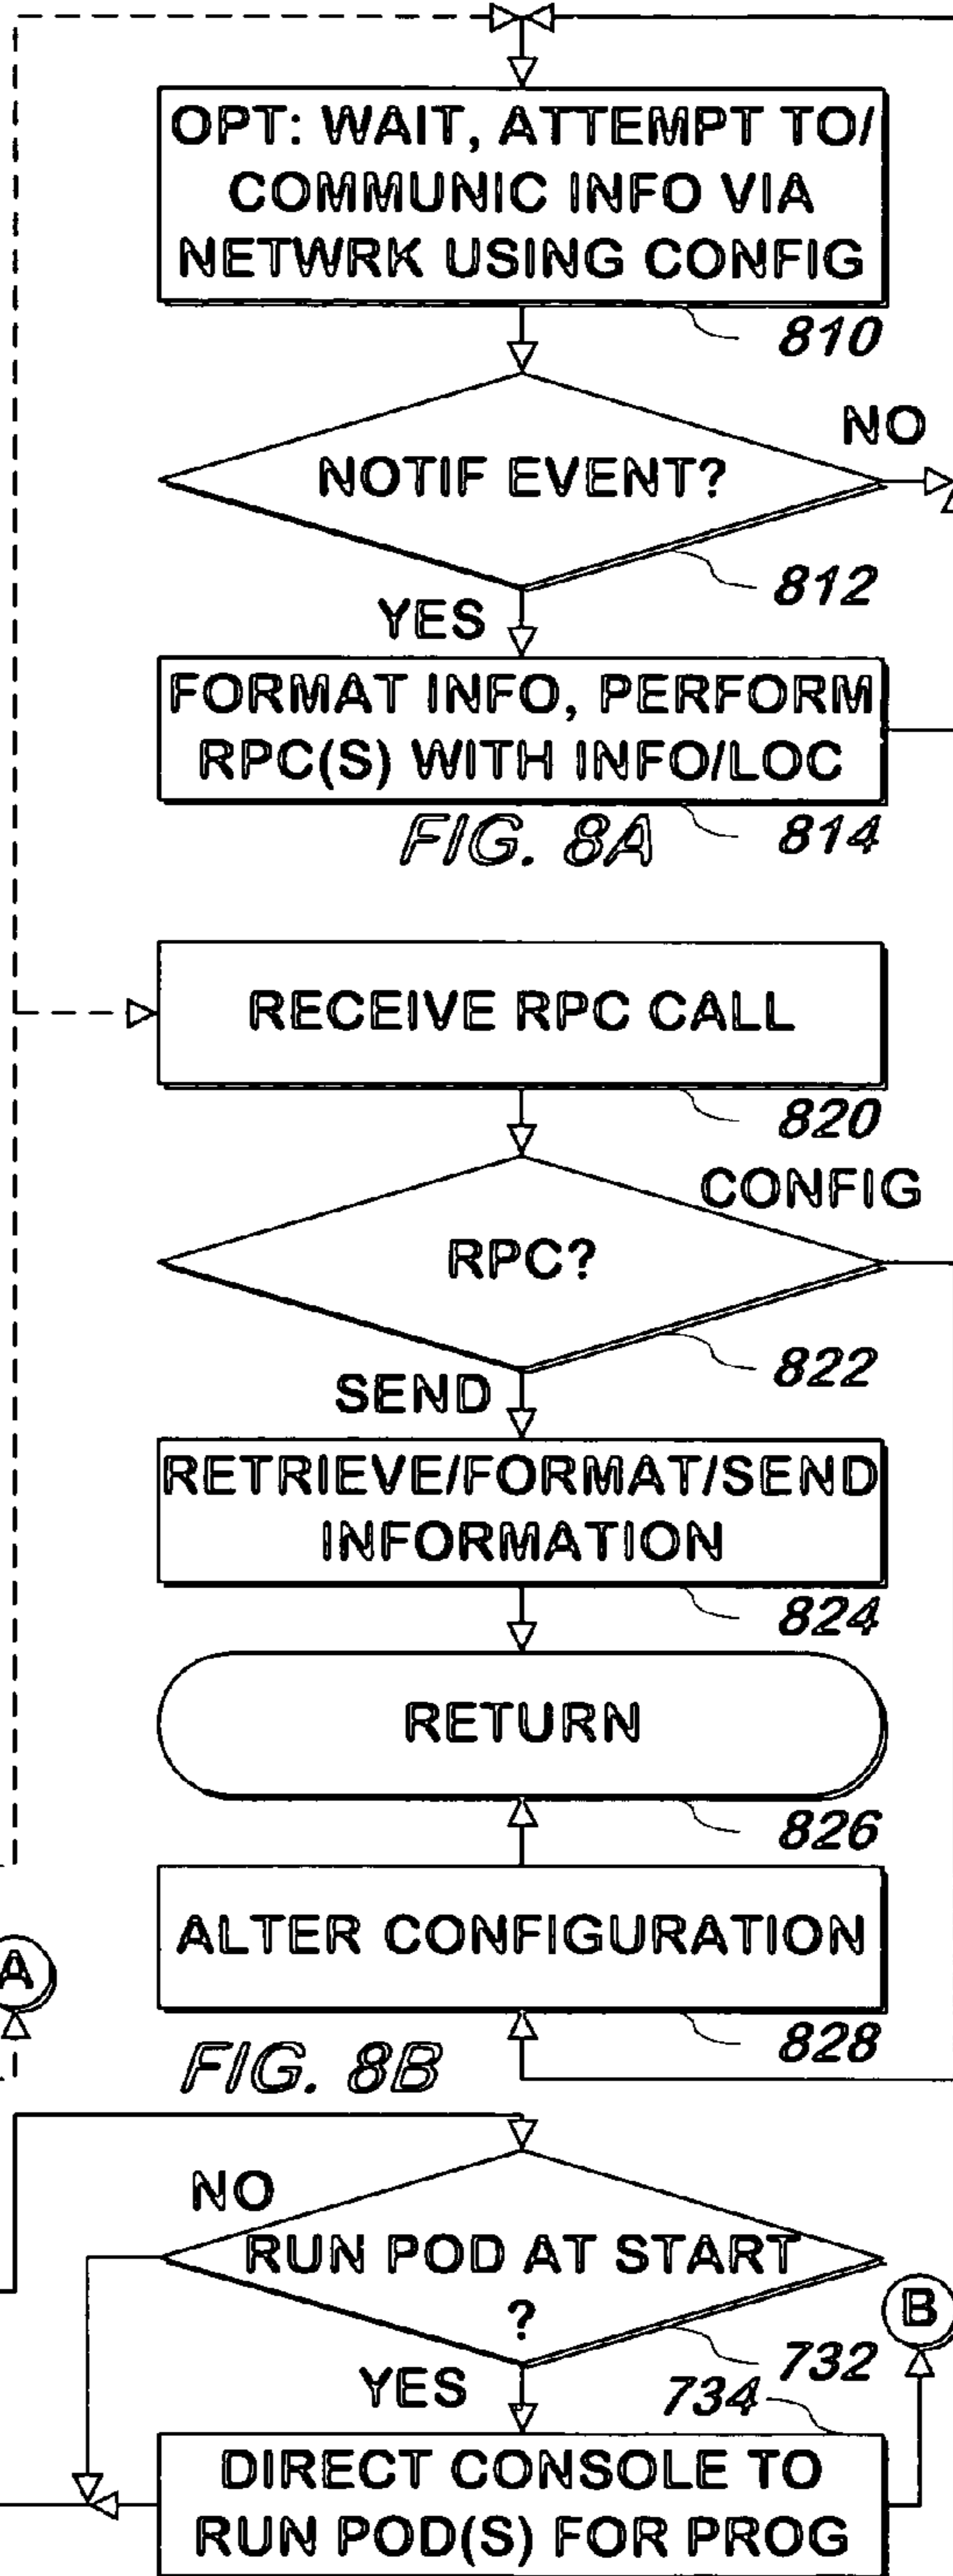 OPT: WAIT, ATTEMPT TO/
COMMUNIC INFO VIA
NETWRK USING CONFIG
810
NO
NOTIF EVENT?
812
YES
FORMAT INFO, PERFORM
RPC(S) WITH INFO/LOC
FIG. 8A
814
RECEIVE RPC CALL
820
CONFIG
RPC?
822
SEND
RETRIEVE/FORMAT/SEND
INFORMATION
824
RETURN
826
ALTER CONFIGURATION
A
828
FIG. 8B
NO
RUN POD AT START
?
B
732
YES
734
DIRECT CONSOLE TO
RUN POD(S) FOR PROG